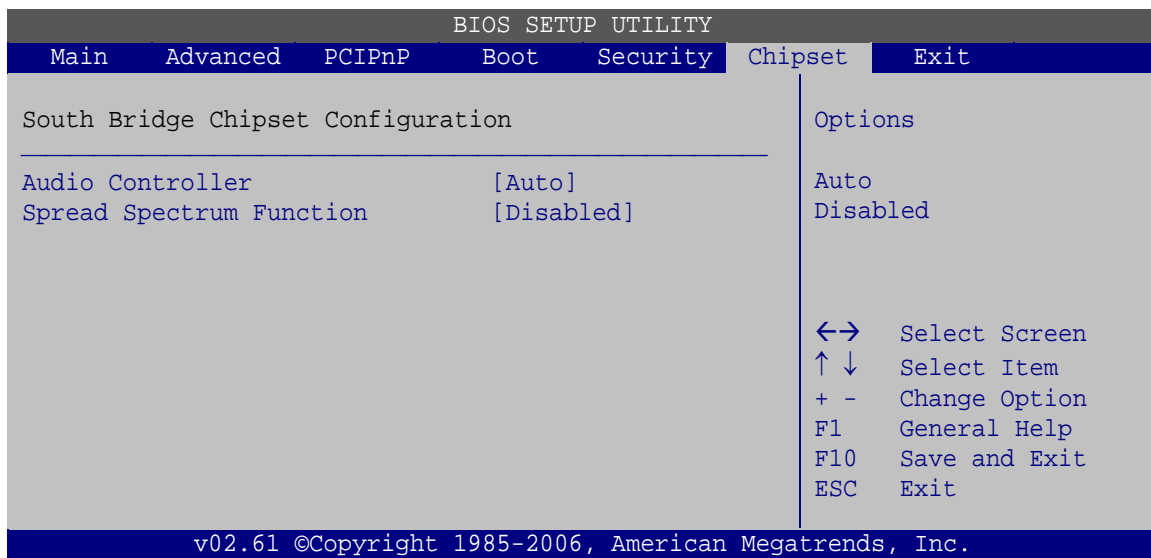 BIOS SETUP UTILITY
Main Advanced PCIPnP Boot Security Chipset Exit
South Bridge Chipset Configuration
Audio Controller [Auto]
Spread Spectrum Function [Disabled]
Options
Auto
Disabled
←→ Select Screen
↑ ↓ Select Item
+ - Change Option
F1 General Help
F10 Save and Exit
ESC Exit
v02.61 ©Copyright 1985-2006, American Megatrends, Inc.